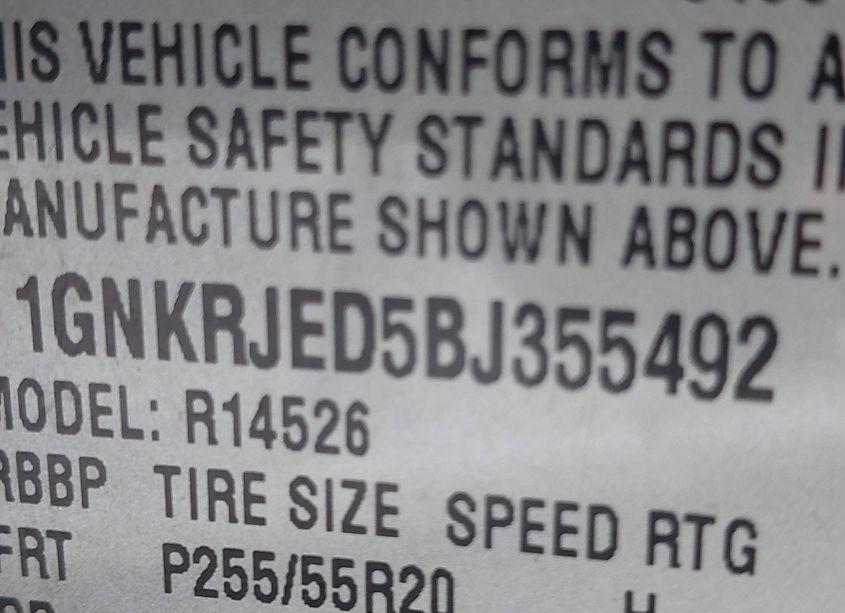 IS VEHICLE CONFORMS TO A
EHICLE SAFETY STANDARDS I
ANUFACTURE SHOWN ABOVE.
1GNKRJED5BJ355492
MODEL: R14526
RBBP TIRE SIZE SPEED RTG
FRT P255/55R20 H